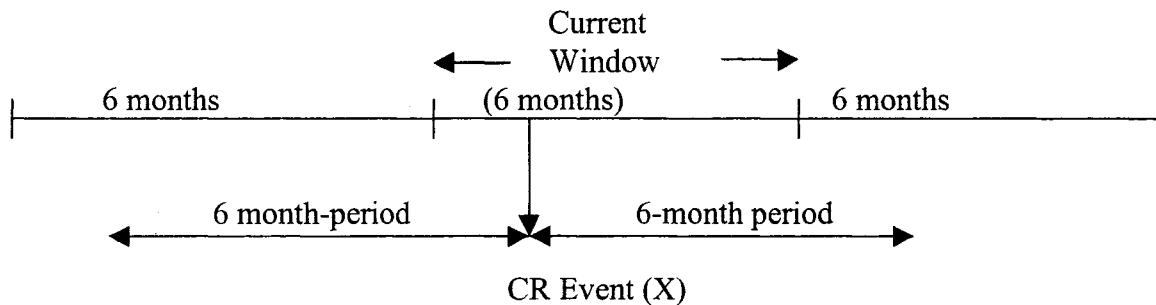 Current
Window
6 months (6 months) 6 months
6 month-period 6-month period
CR Event (X)